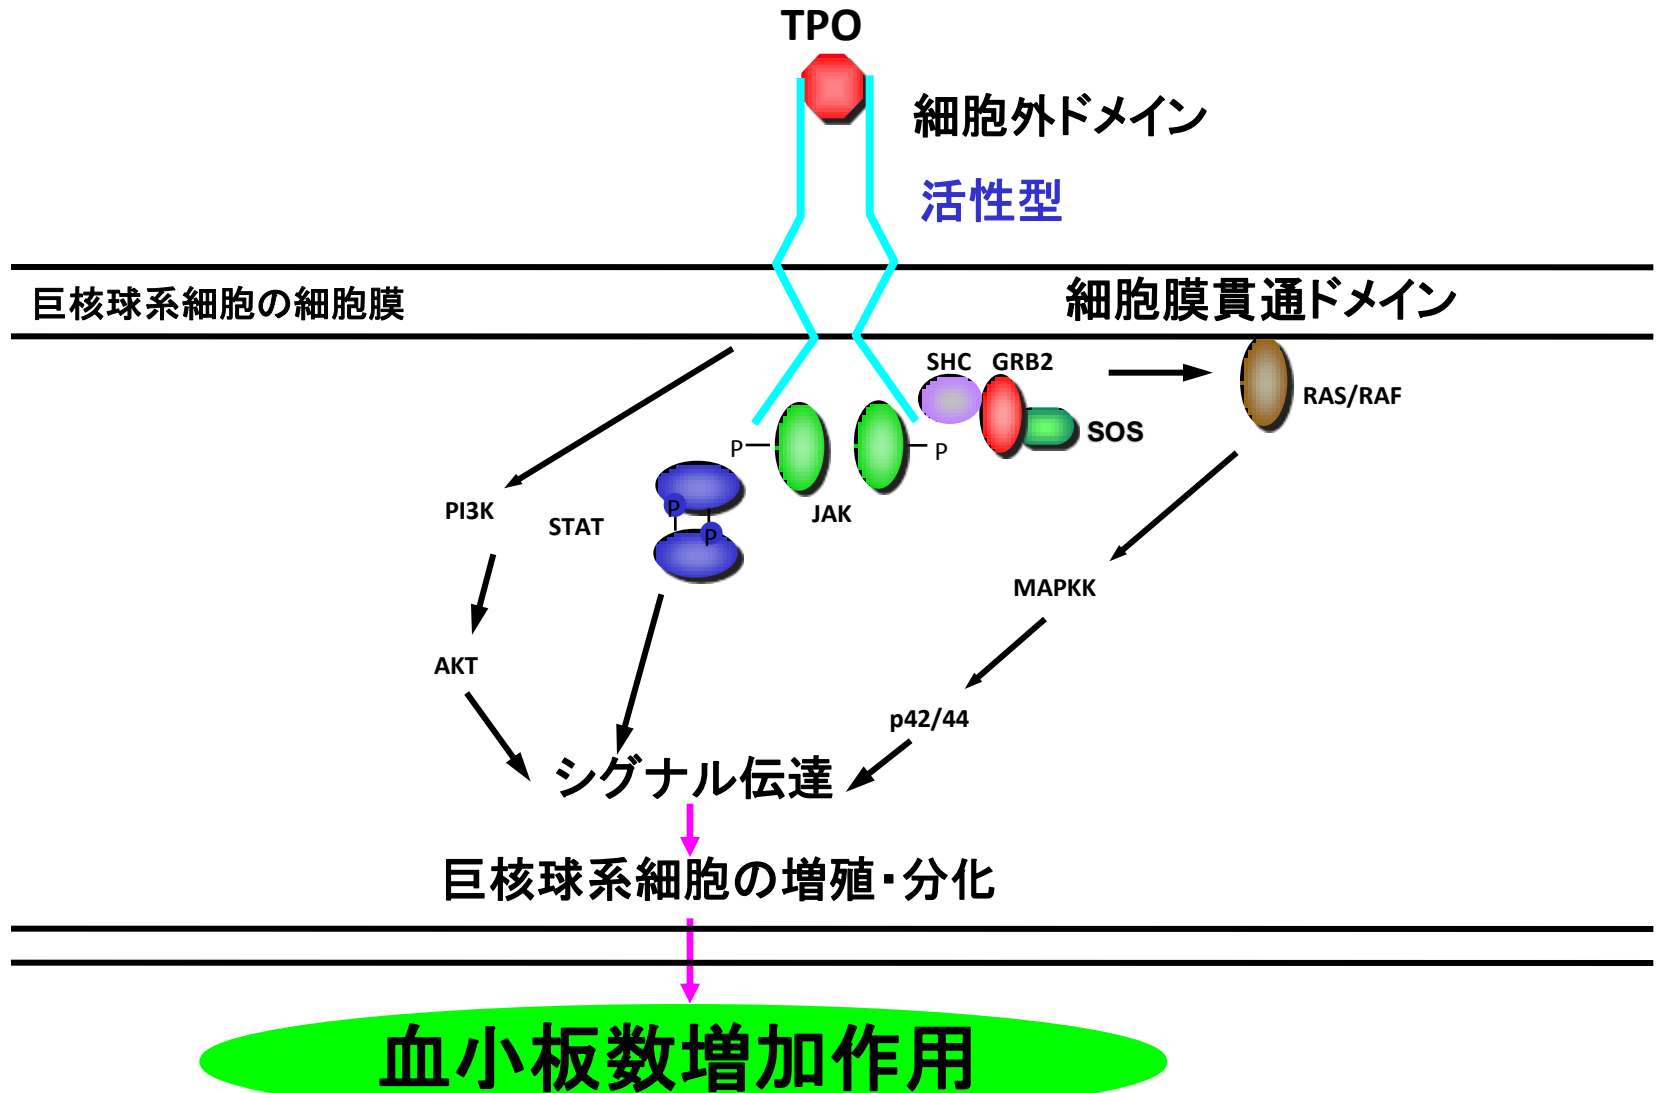 TPO
細胞外ドメイン
活性型
巨核球系細胞の細胞膜
細胞膜貫通ドメイン
SHC
GRB2
RAS/RAF
SOS
P
P
PI3K
STAT
P
P
JAK
MAPKK
AKT
p42/44
シグナル伝達
巨核球系細胞の増殖・分化
血小板数増加作用